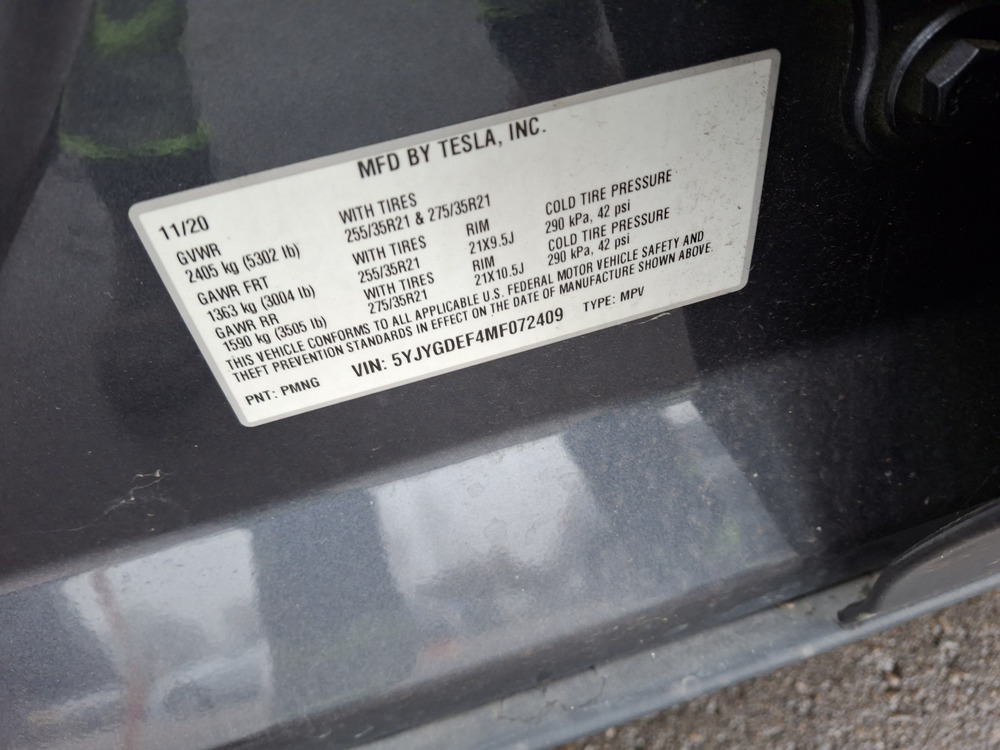 MFD BY TESLA, INC.
11/20
GVWR WITH TIRES
2405 kg (5302 lb) 255/35R21 & 275/35R21
GAWR FRT WITH TIRES RIM COLD TIRE PRESSURE
1363 kg (3004 lb) 255/35R21 21X9.5J 290 kPa, 42 psi
GAWR RR WITH TIRES RIM COLD TIRE PRESSURE
1590 kg (3505 lb) 275/35R21 21X10.5J 290 kPa, 42 psi
THIS VEHICLE CONFORMS TO ALL APPLICABLE U.S. FEDERAL MOTOR VEHICLE SAFETY AND
THEFT PREVENTION STANDARDS IN EFFECT ON THE DATE OF MANUFACTURE SHOWN ABOVE.
PNT: PMNG VIN: 5YJYGDEF4MF072409 TYPE: MPV